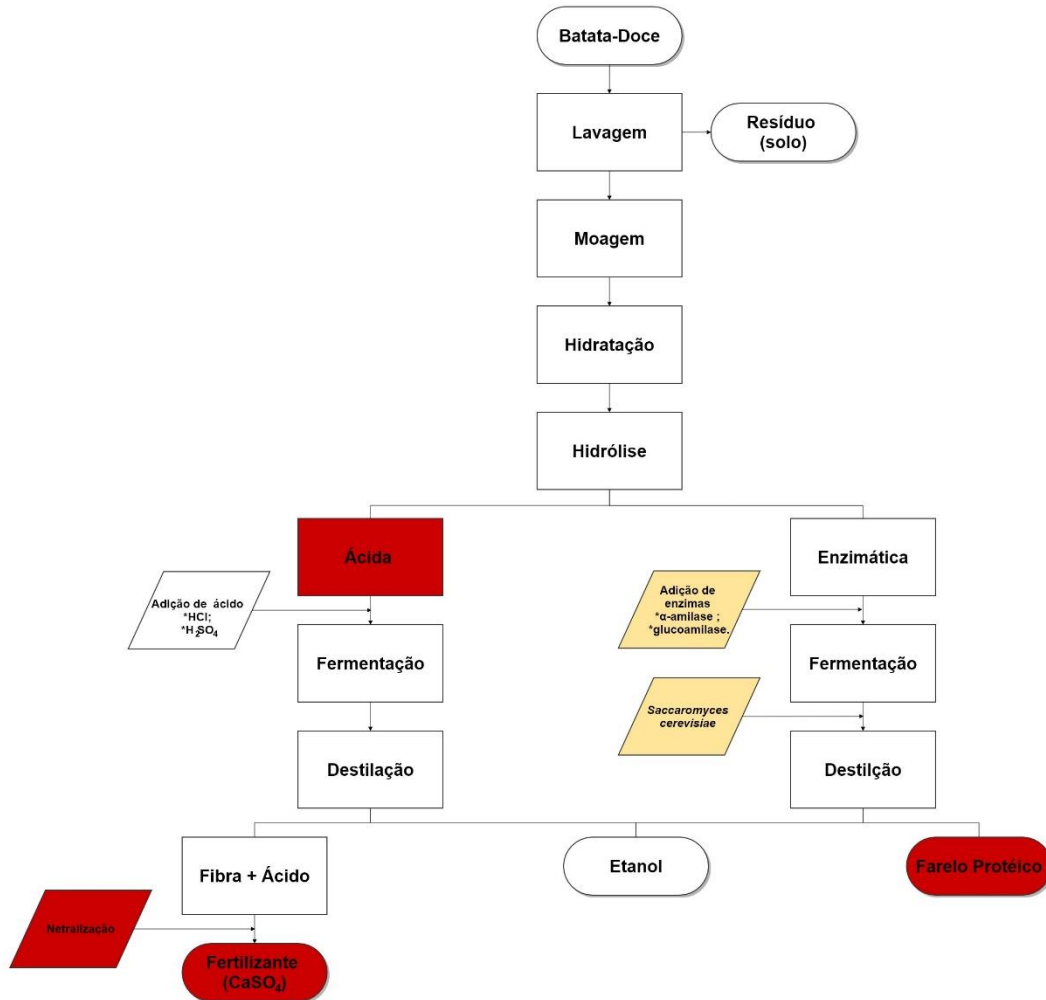 Batata-Doce
Lavagem
Resíduo
(solo)
Moagem
Hidratação
Hidrólise
Ácida
Enzimática
Adição de ácido
*HCl;
*H2SO4
Adição de
enzimas
*α-amilase ;
*glucoamilase.
Fermentação
Fermentação
Saccaromyces
cerevisiae
Destilação
Destilção
Fibra + Ácido
Etanol
Farelo Protéico
Netralização
Fertilizante
(CaSO4)